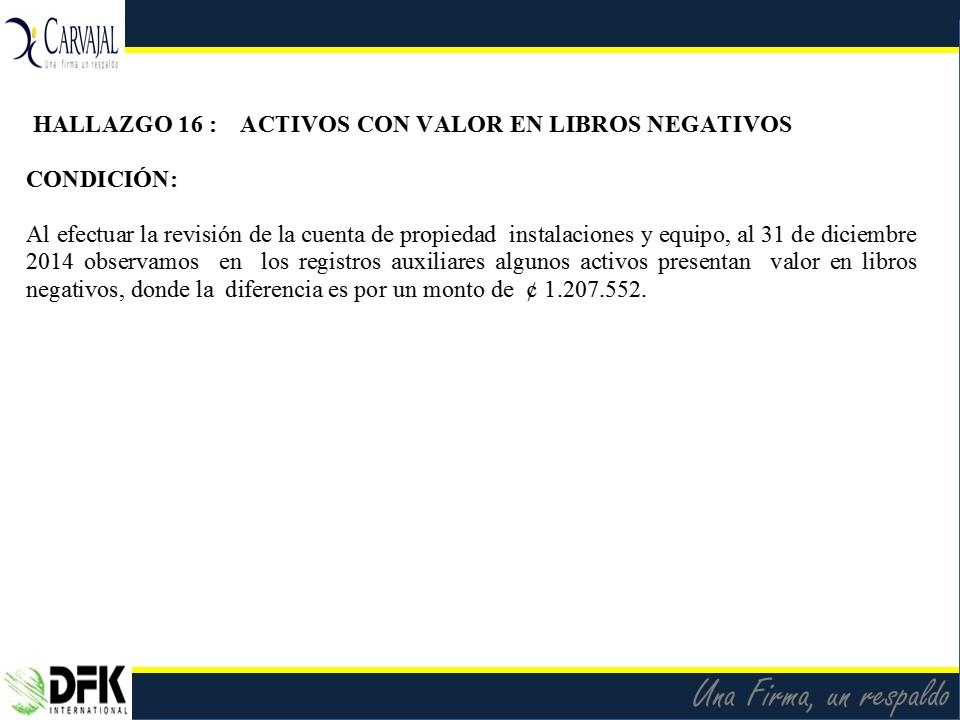 CARVAJAL
Una firma un respaldo
HALLAZGO 16 : ACTIVOS CON VALOR EN LIBROS NEGATIVOS
CONDICIÓN:
Al efectuar la revisión de la cuenta de propiedad instalaciones y equipo, al 31 de diciembre
2014 observamos en los registros auxiliares algunos activos presentan valor en libros
negativos, donde la diferencia es por un monto de ¢ 1.207.552.
DFK
INTERNATIONAL
Una Firma, un respaldo